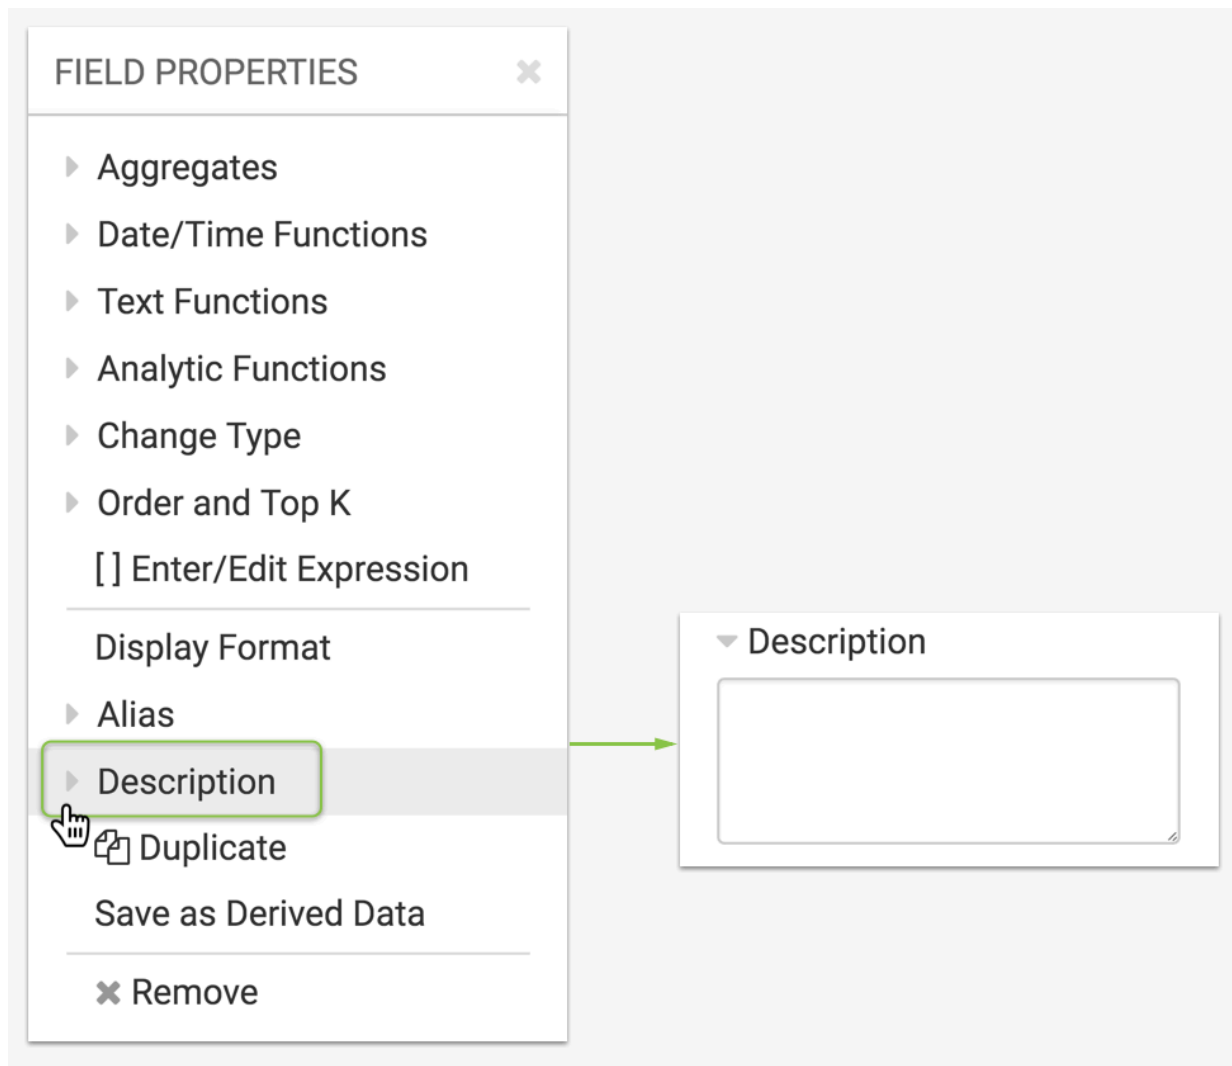 FIELD PROPERTIES
Aggregates
Date/Time Functions
Text Functions
Analytic Functions
Change Type
Order and Top K
[ ] Enter/Edit Expression
Display Format
Alias
Description
Duplicate
Save as Derived Data
Remove
Description